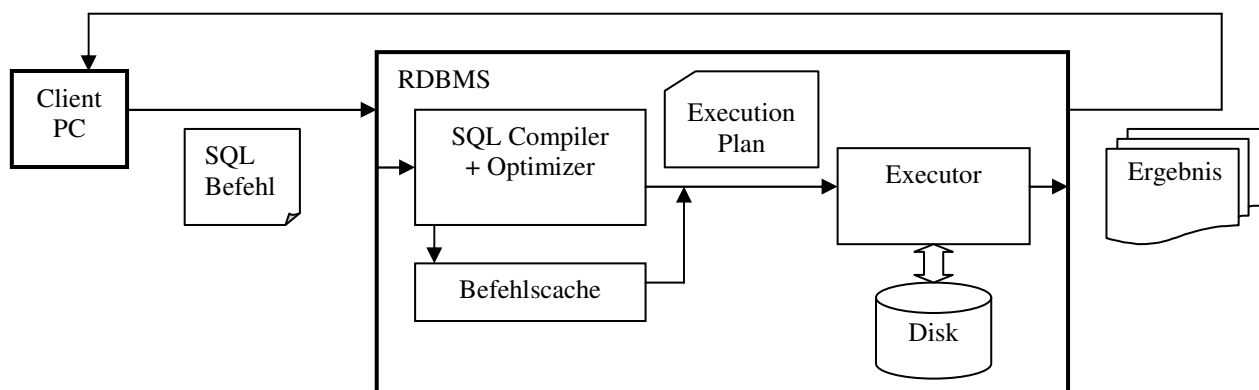 RDBMS
Client
PC
SQL
Befehl
SQL Compiler
+ Optimizer
Execution
Plan
Executor
Ergebnis
Befehlscache
Disk